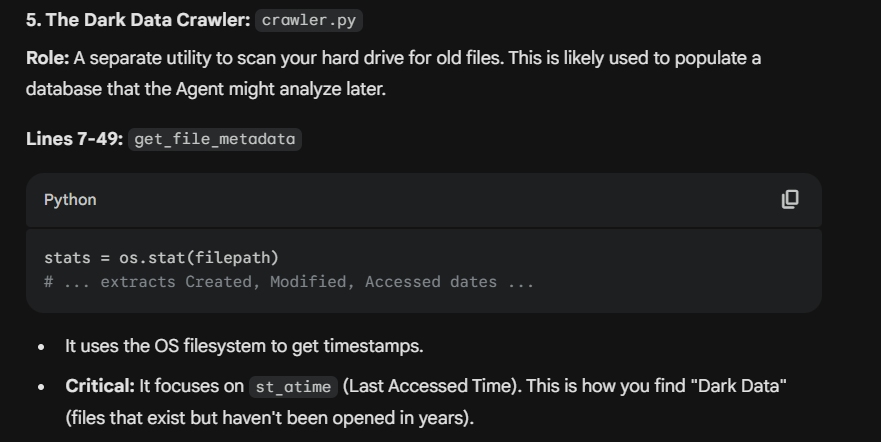 5. The Dark Data Crawler: crawler.py
Role: A separate utility to scan your hard drive for old files. This is likely used to populate a
database that the Agent might analyze later.
Lines 7-49: get_file_metadata
Python
stats = os.stat(filepath)
# ... extracts Created, Modified, Accessed dates ...
• It uses the OS filesystem to get timestamps.
• Critical: It focuses on st_atime (Last Accessed Time). This is how you find "Dark Data"
(files that exist but haven't been opened in years).